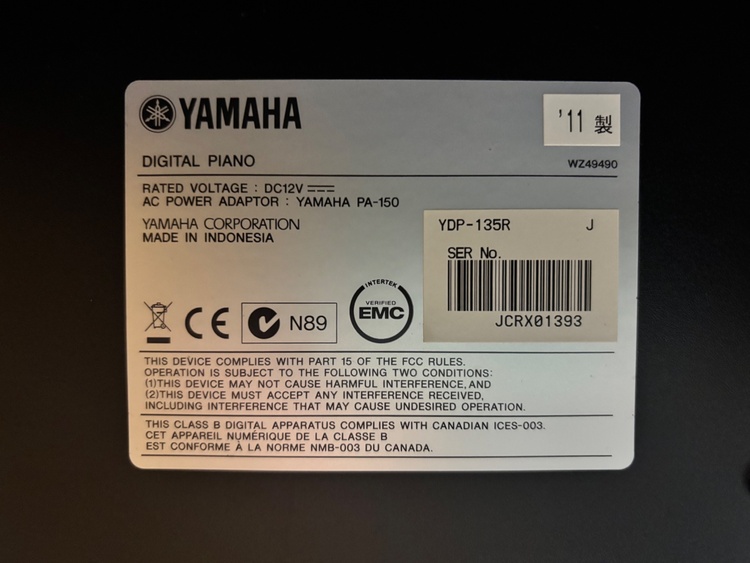 YAMAHA
'11 製
DIGITAL PIANO
WZ49490
RATED VOLTAGE : DC12V
AC POWER ADAPTOR : YAMAHA PA-150
YAMAHA CORPORATION
MADE IN INDONESIA
YDP-135R J
SER No.
JCRX01393
CE
N89
INTERTEK
VERIFIED
EMC
THIS DEVICE COMPLIES WITH PART 15 OF THE FCC RULES.
OPERATION IS SUBJECT TO THE FOLLOWING TWO CONDITIONS:
(1)THIS DEVICE MAY NOT CAUSE HARMFUL INTERFERENCE,AND
(2)THIS DEVICE MUST ACCEPT ANY INTERFERENCE RECEIVED,
INCLUDING INTERFERENCE THAT MAY CAUSE UNDESIRED OPERATION.
THIS CLASS B DIGITAL APPARATUS COMPLIES WITH CANADIAN ICES-003.
CET APPAREIL NUMÉRIQUE DE LA CLASSE B
EST CONFORME À LA NORME NMB-003 DU CANADA.